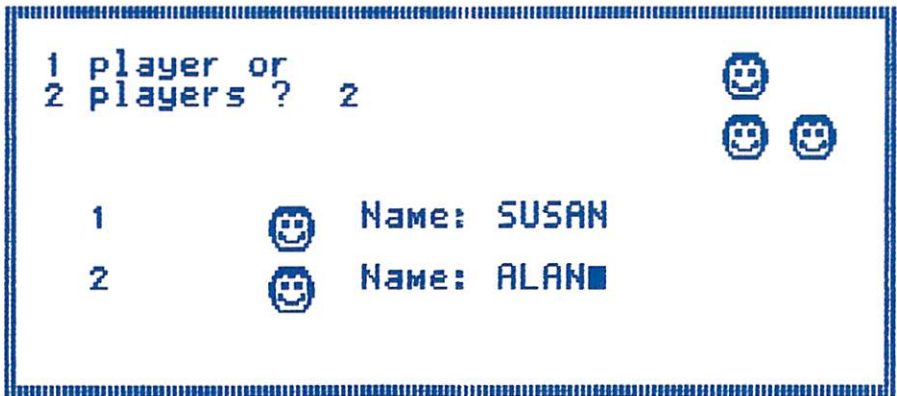 1 player or
2 players ? 2
1 Name: SUSAN
2 Name: ALAN